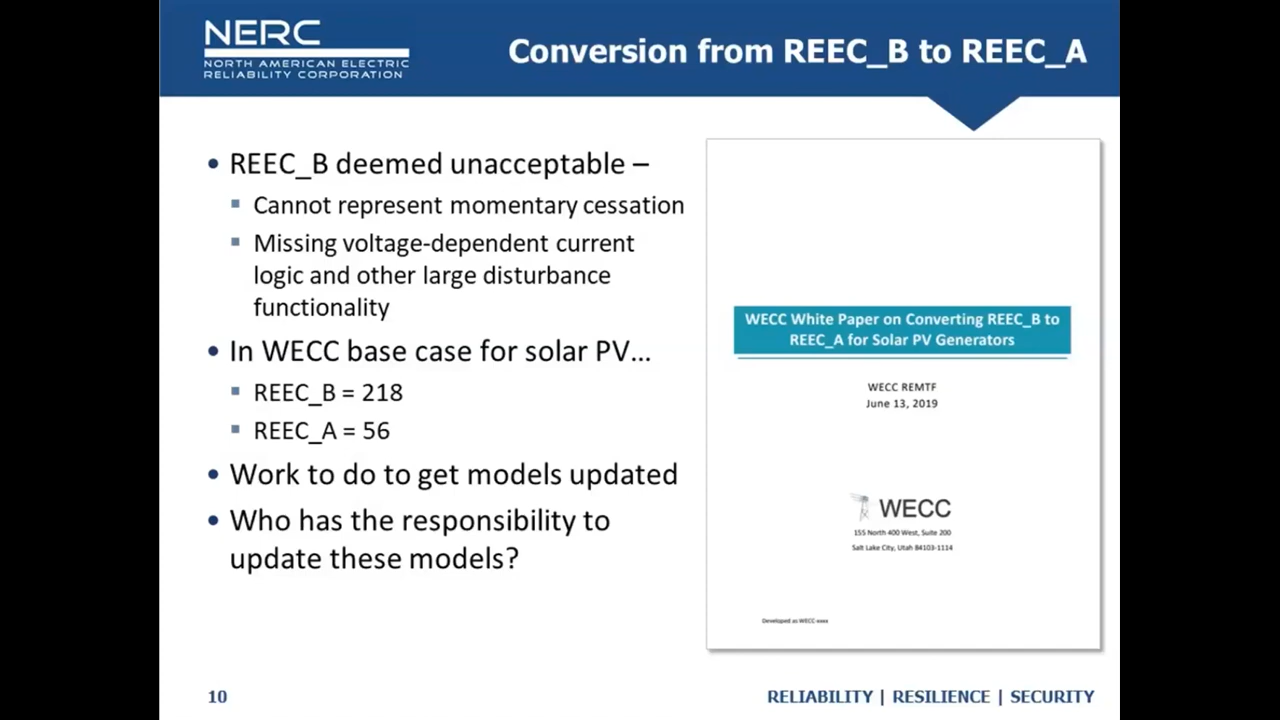 NERC
NORTH AMERICAN ELECTRIC
RELIABILITY CORPORATION
Conversion from REEC_B to REEC_A
• REEC_B deemed unacceptable –
▪ Cannot represent momentary cessation
▪ Missing voltage-dependent current
logic and other large disturbance
functionality
• In WECC base case for solar PV...
▪ REEC_B = 218
▪ REEC_A = 56
• Work to do to get models updated
• Who has the responsibility to
update these models?
WECC White Paper on Converting REEC_B to
REEC_A for Solar PV Generators
WECC REMTF
June 13, 2019
WECC
155 North 400 West, Suite 200
Salt Lake City, Utah 84103-1114
Developed as WECC-xxxx
10
RELIABILITY | RESILIENCE | SECURITY